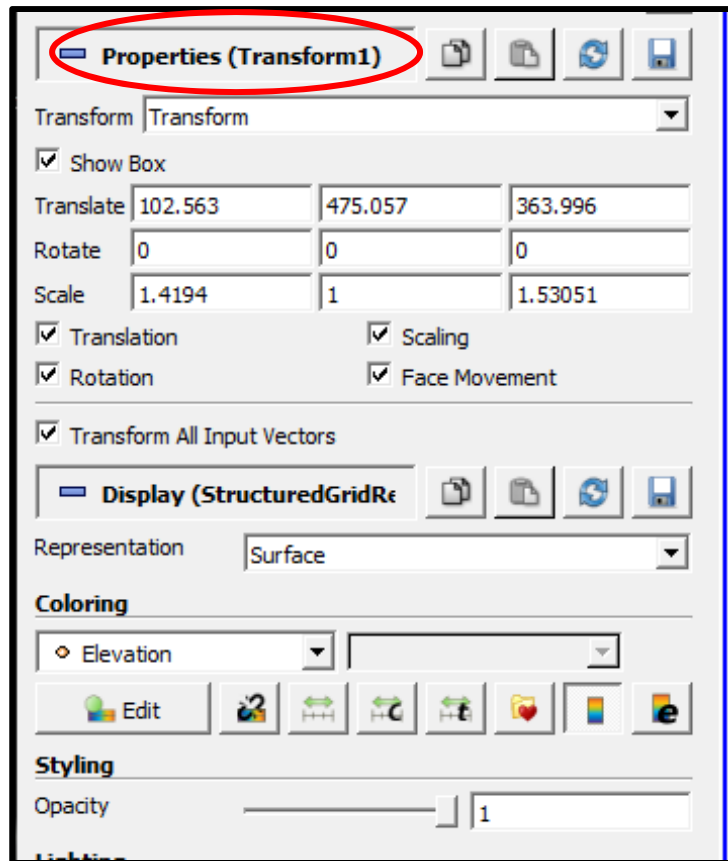 Properties (Transform1)
Transform Transform
Show Box
Translate 102.563 475.057 363.996
Rotate 0 0 0
Scale 1.4194 1 1.53051
Translation Scaling
Rotation Face Movement
Transform All Input Vectors
Display (StructuredGridRe
Representation Surface
Coloring
Elevation
Edit ? c t e
Styling
Opacity 1
Lighting